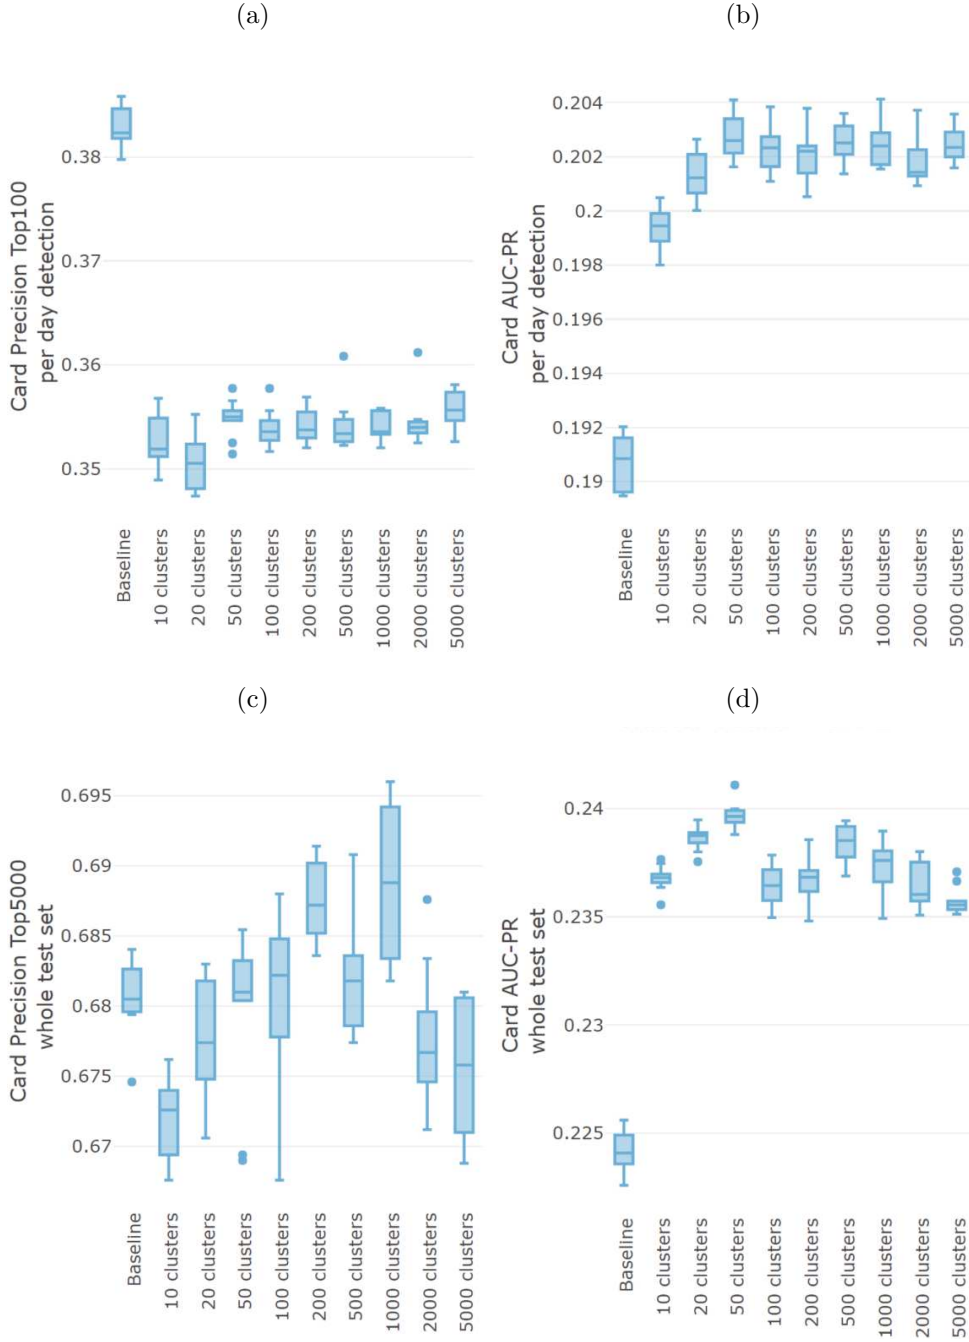 (a)
Card Precision Top100
per day detection
0.38
0.37
0.36
0.35
Baseline
10 clusters
20 clusters
50 clusters
100 clusters
200 clusters
500 clusters
1000 clusters
2000 clusters
5000 clusters
(b)
Card AUC-PR
per day detection
0.204
0.202
0.2
0.198
0.196
0.194
0.192
0.19
Baseline
10 clusters
20 clusters
50 clusters
100 clusters
200 clusters
500 clusters
1000 clusters
2000 clusters
5000 clusters
(c)
Card Precision Top5000
whole test set
0.695
0.69
0.685
0.68
0.675
0.67
Baseline
10 clusters
20 clusters
50 clusters
100 clusters
200 clusters
500 clusters
1000 clusters
2000 clusters
5000 clusters
(d)
Card AUC-PR
whole test set
0.24
0.235
0.23
0.225
Baseline
10 clusters
20 clusters
50 clusters
100 clusters
200 clusters
500 clusters
1000 clusters
2000 clusters
5000 clusters